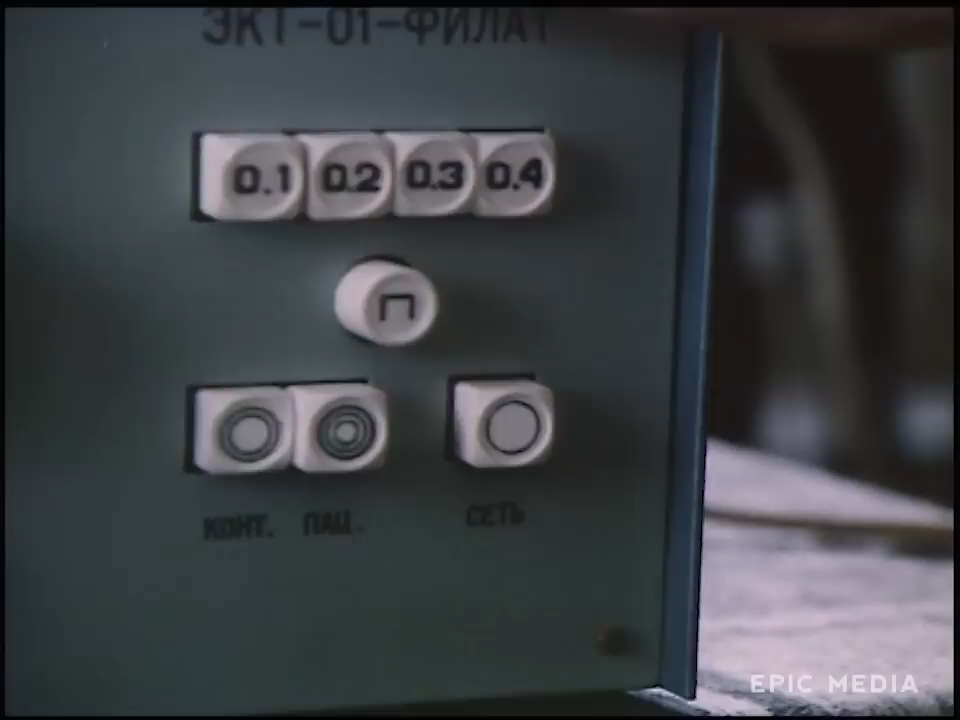 ЭКТ-01-ФИЛАТ
0.1 0.2 0.3 0.4
П
КОНТ. ПАЦ. СЕТЬ
EPIC MEDIA